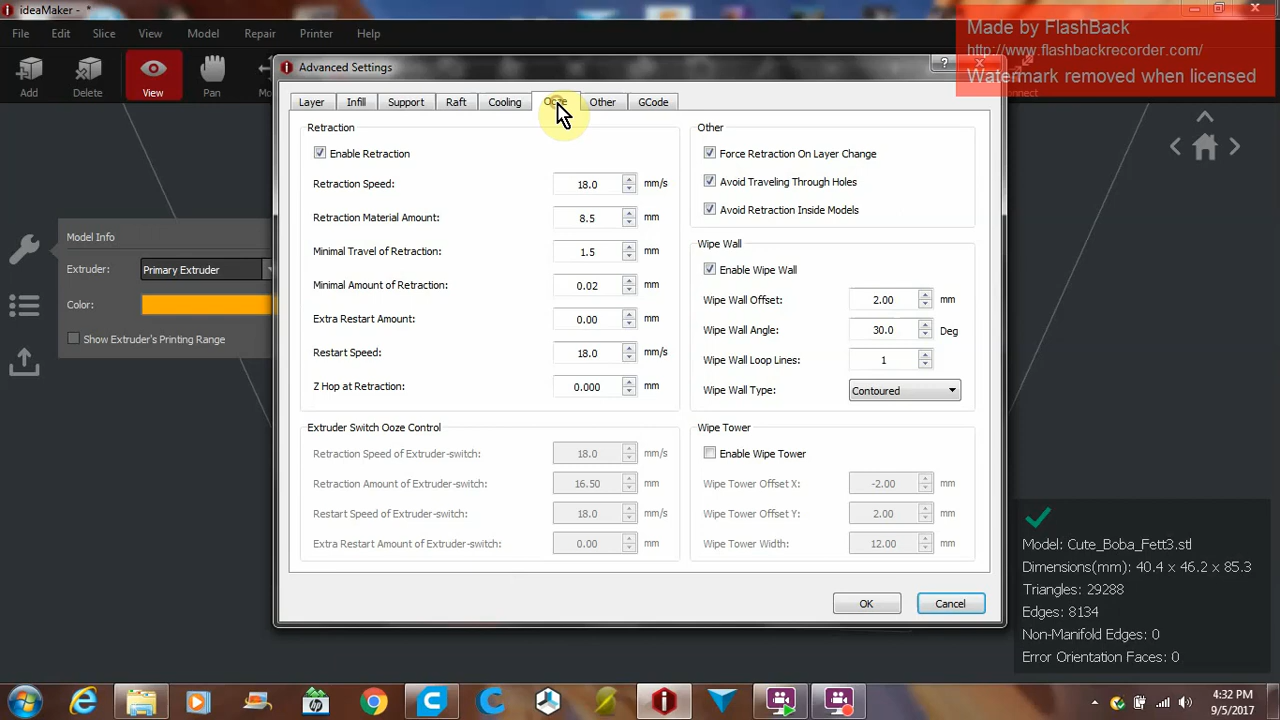 ideaMaker - *
Made by FlashBack
http://www.flashbackrecorder.com/
Watermark removed when licensed
File Edit Slice View Model Repair Printer Help
Add Delete View Pan
Advanced Settings
Layer Infill Support Raft Cooling Ooze Other GCode
Retraction
Enable Retraction
Retraction Speed: 18.0 mm/s
Retraction Material Amount: 8.5 mm
Minimal Travel of Retraction: 1.5 mm
Minimal Amount of Retraction: 0.02 mm
Extra Restart Amount: 0.00 mm
Restart Speed: 18.0 mm/s
Z Hop at Retraction: 0.000 mm
Extruder Switch Ooze Control
Retraction Speed of Extruder-switch: 18.0 mm/s
Retraction Amount of Extruder-switch: 16.50 mm
Restart Speed of Extruder-switch: 18.0 mm/s
Extra Restart Amount of Extruder-switch: 0.00 mm
Other
Force Retraction On Layer Change
Avoid Traveling Through Holes
Avoid Retraction Inside Models
Wipe Wall
Enable Wipe Wall
Wipe Wall Offset: 2.00 mm
Wipe Wall Angle: 30.0 Deg
Wipe Wall Loop Lines: 1
Wipe Wall Type: Contoured
Wipe Tower
Enable Wipe Tower
Wipe Tower Offset X: -2.00 mm
Wipe Tower Offset Y: 2.00 mm
Wipe Tower Width: 12.00 mm
OK Cancel
Model Info
Extruder: Primary Extruder
Color:
Show Extruder's Printing Range
Model: Cute_Boba_Fett3.stl
Dimensions(mm): 40.4 x 46.2 x 85.3
Triangles: 29288
Edges: 8134
Non-Manifold Edges: 0
Error Orientation Faces: 0
4:32 PM
9/5/2017